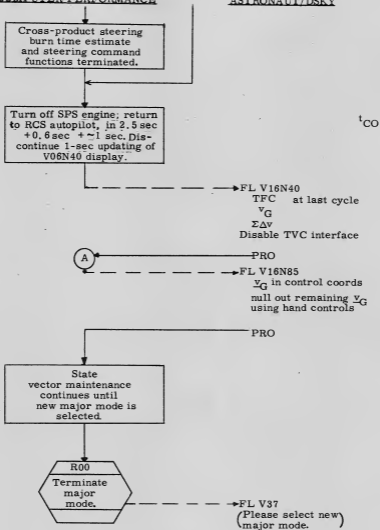 ASTRONAUT/DSKY
Cross-product steering
burn time estimate
and steering command
functions terminated.
Turn off SPS engine; return
to RCS autopilot, in 2.5 sec
+0.6 sec +~1 sec. Dis-
continue 1-sec updating of
V06N40 display.
tCO
FL V16N40
TFC at last cycle
vG
ΣΔv
Disable TVC interface
A
PRO
FL V16N85
vG in control coords
null out remaining vG
using hand controls
PRO
State
vector maintenance
continues until
new major mode is
selected.
R00
Terminate
major
mode.
FL V37
(Please select new)
(major mode.